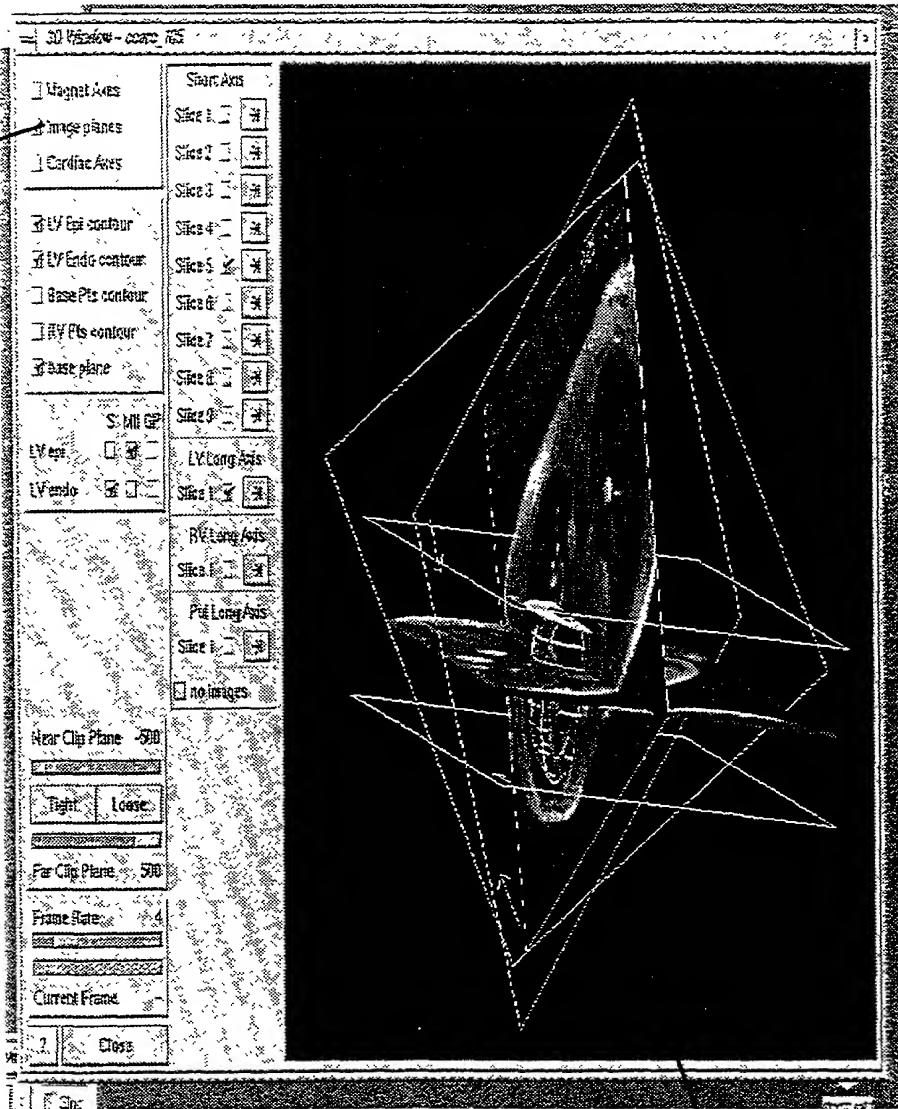 3D Window -
Magnet Axes
Image planes
Cardiac Axes
LV Epi contour
LV Endo contour
Base Pts contour
RV Pts contour
base plane
LV epi
LV endo
Near Clip Plane -500
Tight Loose
Far Clip Plane 500
Frame Rate 4
Current Frame -
? Close
Short Axis
Slice 1
Slice 2
Slice 3
Slice 4
Slice 5
Slice 6
Slice 7
Slice 8
Slice 9
LV Long Axis
Slice 1
RV Long Axis
Slice 1
Pul Long Axis
Slice 1
no images